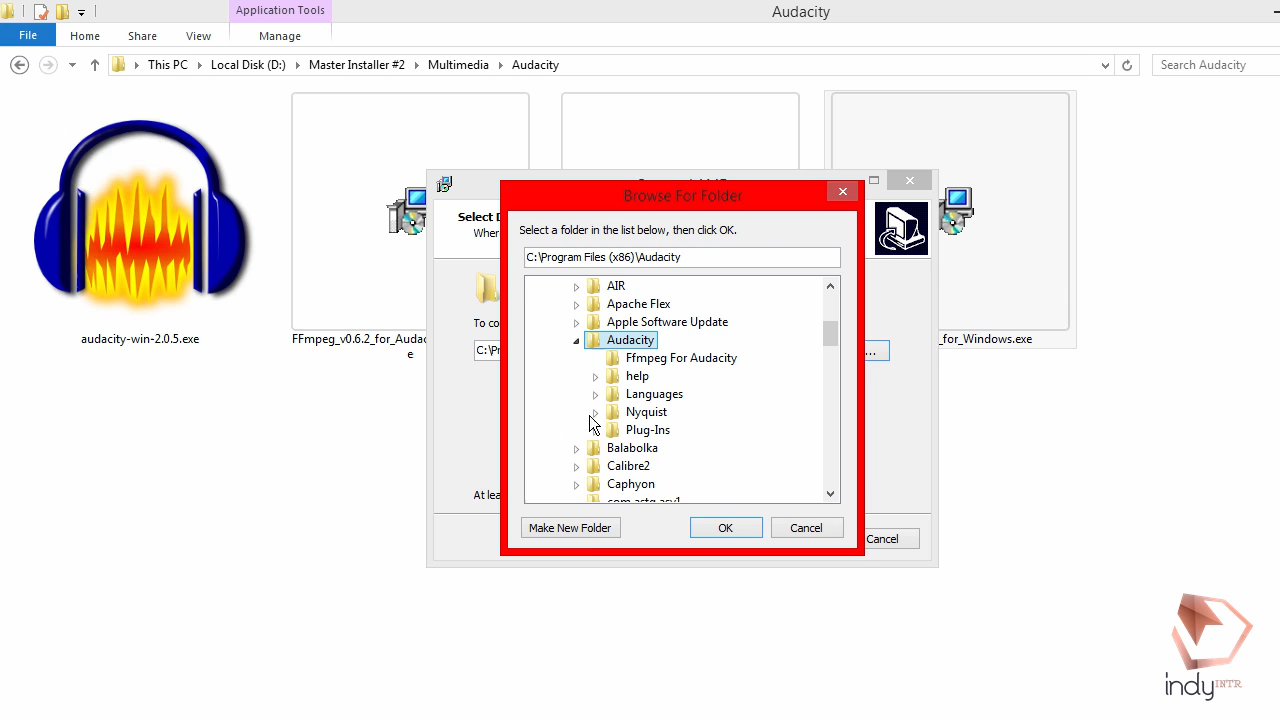 Application Tools
Audacity
File
Home
Share
View
Manage
This PC
Local Disk (D:)
Master Installer #2
Multimedia
Audacity
Search Audacity
Select D
Wher
To co
C:\Pr
...
At lea
Cancel
Browse For Folder
Select a folder in the list below, then click OK.
C:\Program Files (x86)\Audacity
AIR
Apache Flex
Apple Software Update
Audacity
Ffmpeg For Audacity
help
Languages
Nyquist
Plug-Ins
Balabolka
Calibre2
Caphyon
Make New Folder
OK
Cancel
audacity-win-2.0.5.exe
FFmpeg_v0.6.2_for_Audac
e
_for_Windows.exe
indy INTR